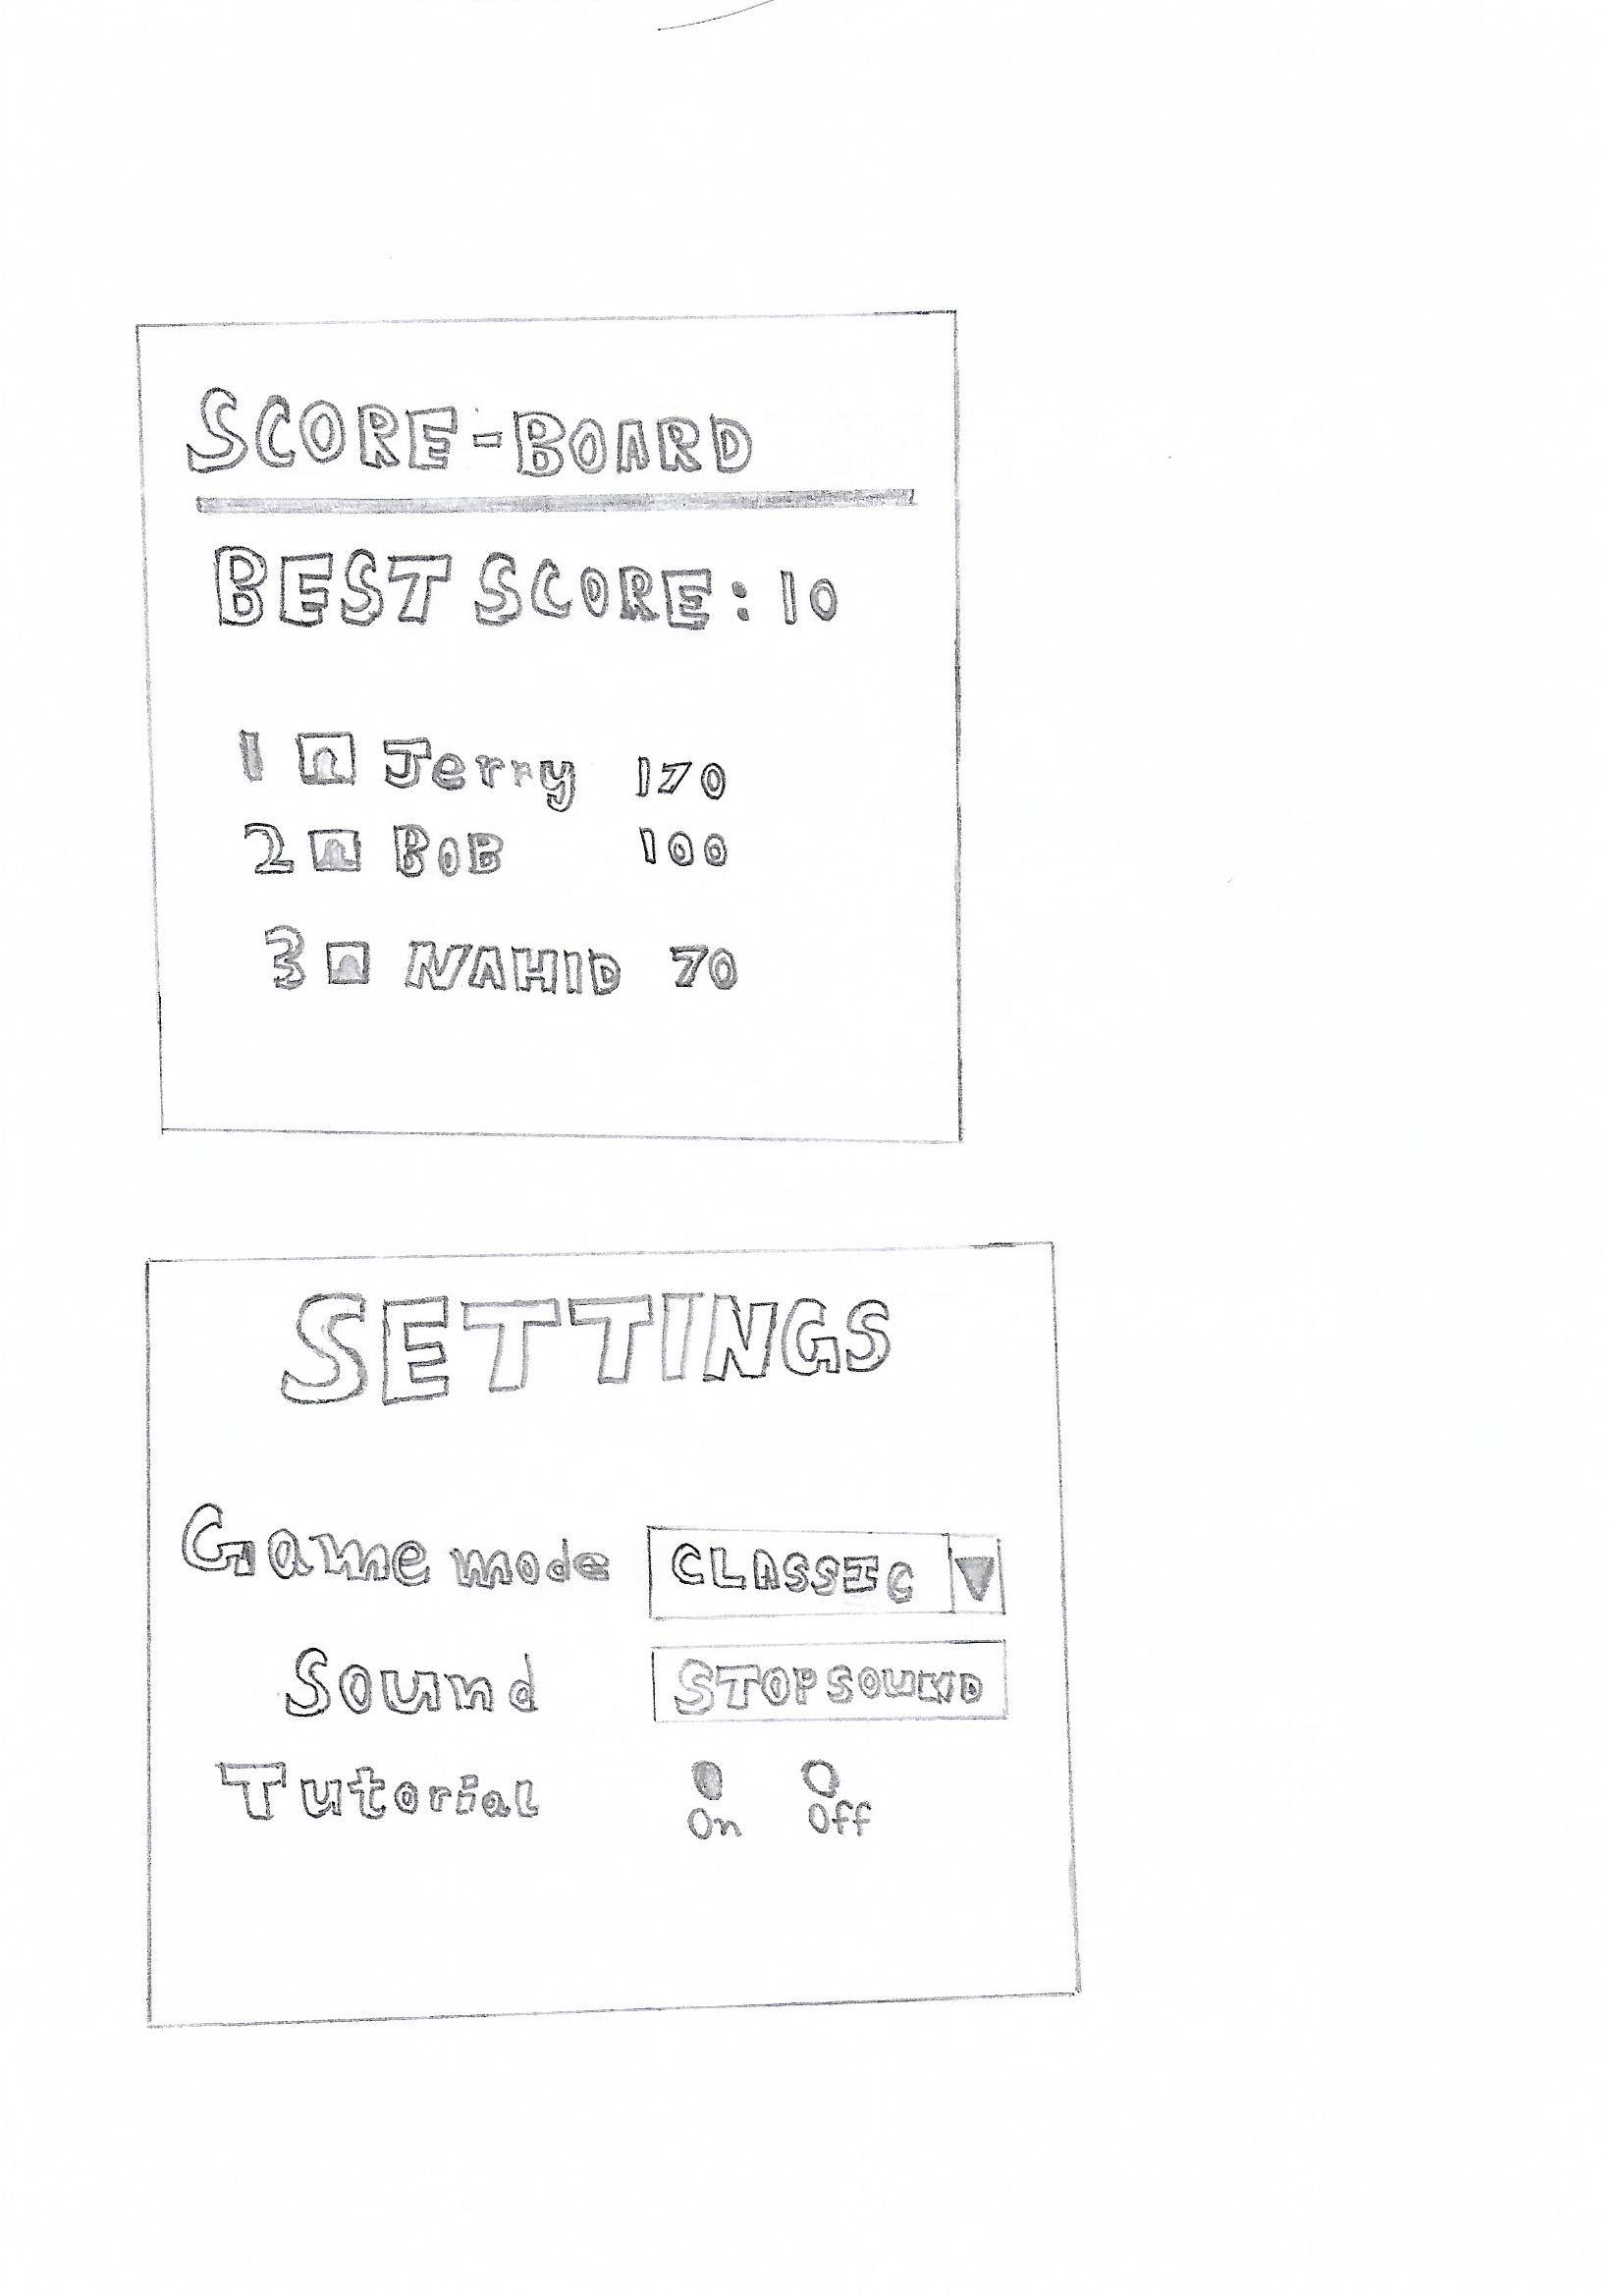 SCORE-BOARD
BEST SCORE: 10
1 Jerry 170
2 BOB 100
3 NAHID 70
SETTINGS
Game mode CLASSIC
Sound STOP SOUND
Tutorial
On Off